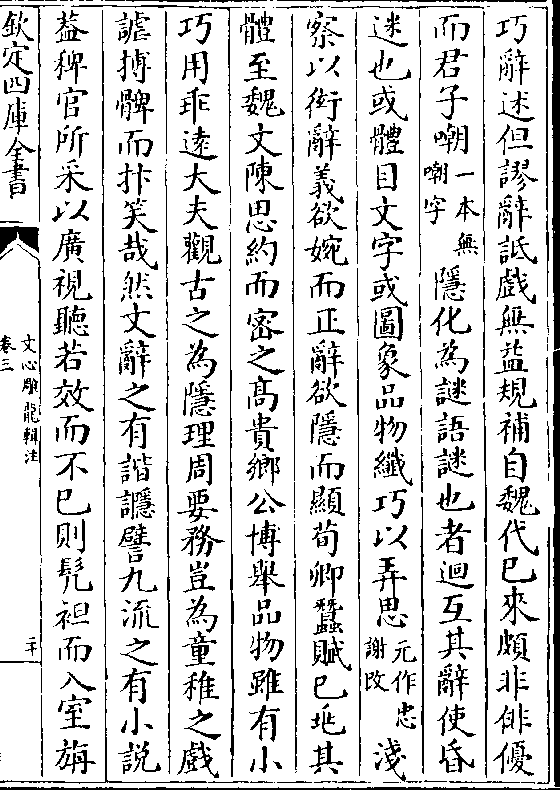 巧辭述但謬辭詆戲無益規補自魏代已來頗非俳優
而君子嘲一本無嘲字隱化為謎語謎也者迴互其辭使昏
迷也或體目文字或圖象品物纖巧以弄思元作忠謝改淺
察以衒辭義欲婉而正辭欲隱而顯荀卿蠶賦已兆其
體至魏文陳思約而密之高貴鄉公博舉品物雖有小
巧用乖遠大夫觀古之為隱理周要務豈為童稚之戲
謔搏髀而抃笑哉然文辭之有諧讔譬九流之有小說
葢稗官所采以廣視聽若效而不已則髡袒而入室旃
欽定四庫全書
文心雕龍輯注
卷三
二十